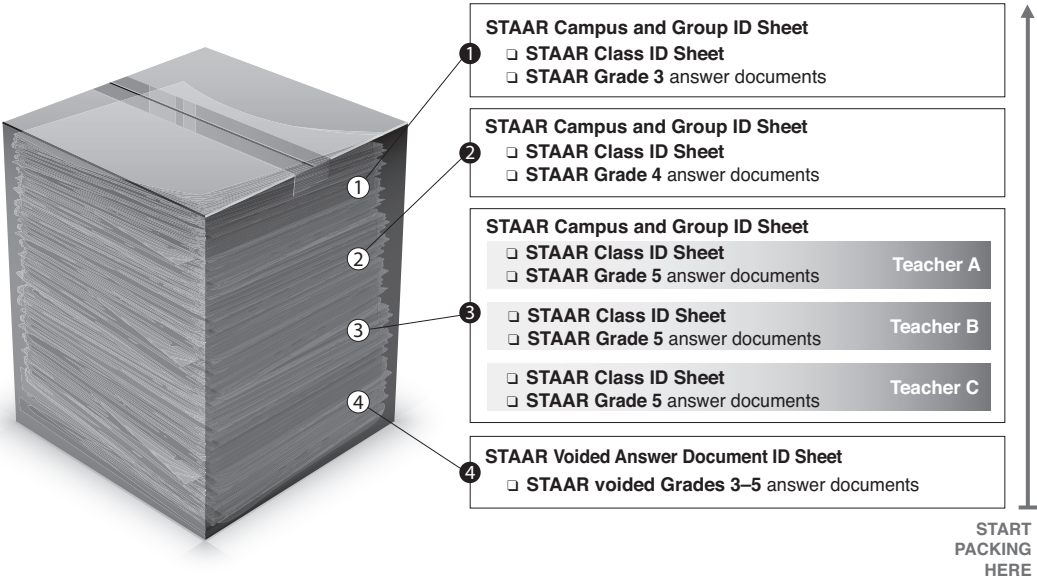 STAAR Campus and Group ID Sheet
❏ STAAR Class ID Sheet
❏ STAAR Grade 3 answer documents
1
1
STAAR Campus and Group ID Sheet
❏ STAAR Class ID Sheet
❏ STAAR Grade 4 answer documents
2
2
STAAR Campus and Group ID Sheet
❏ STAAR Class ID Sheet
❏ STAAR Grade 5 answer documents
Teacher A
❏ STAAR Class ID Sheet
❏ STAAR Grade 5 answer documents
Teacher B
❏ STAAR Class ID Sheet
❏ STAAR Grade 5 answer documents
Teacher C
3
3
STAAR Voided Answer Document ID Sheet
❏ STAAR voided Grades 3–5 answer documents
4
4
START
PACKING
HERE